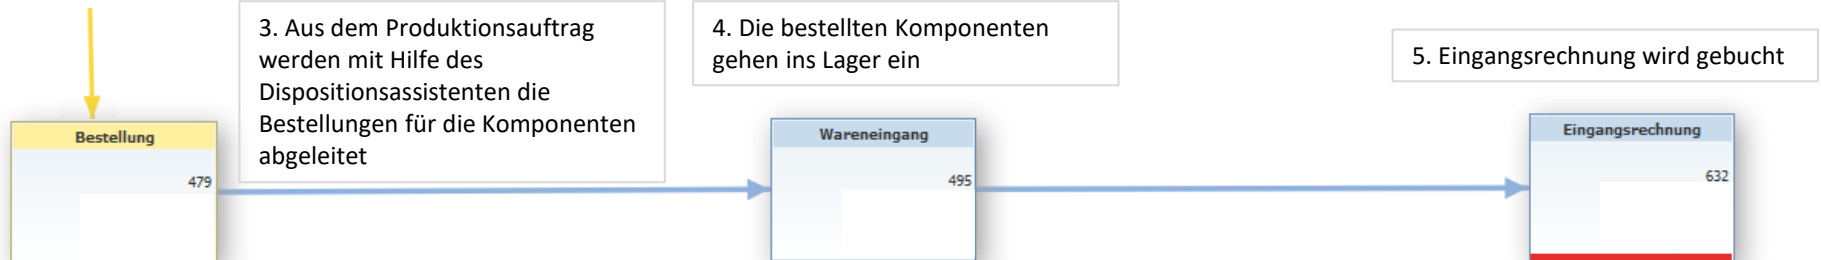 3. Aus dem Produktionsauftrag
werden mit Hilfe des
Dispositionsassistenten die
Bestellungen für die Komponenten
abgeleitet
4. Die bestellten Komponenten
gehen ins Lager ein
5. Eingangsrechnung wird gebucht
Bestellung
479
Wareneingang
495
Eingangsrechnung
632